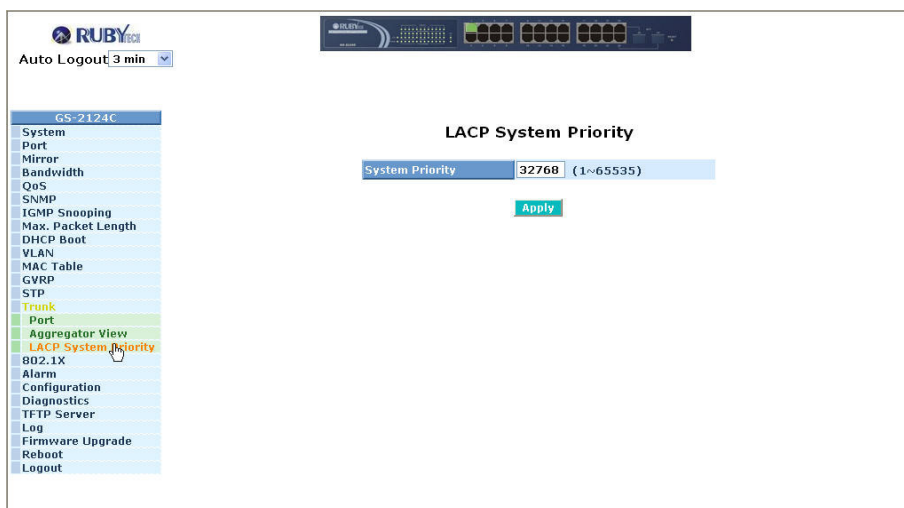 RUBYTECH
Auto Logout 3 min
GS-2124C
System
Port
Mirror
Bandwidth
QoS
SNMP
IGMP Snooping
Max. Packet Length
DHCP Boot
VLAN
MAC Table
GVRP
STP
Trunk
Port
Aggregator View
LACP System Priority
802.1X
Alarm
Configuration
Diagnostics
TFTP Server
Log
Firmware Upgrade
Reboot
Logout
LACP System Priority
System Priority 32768 (1~65535)
Apply